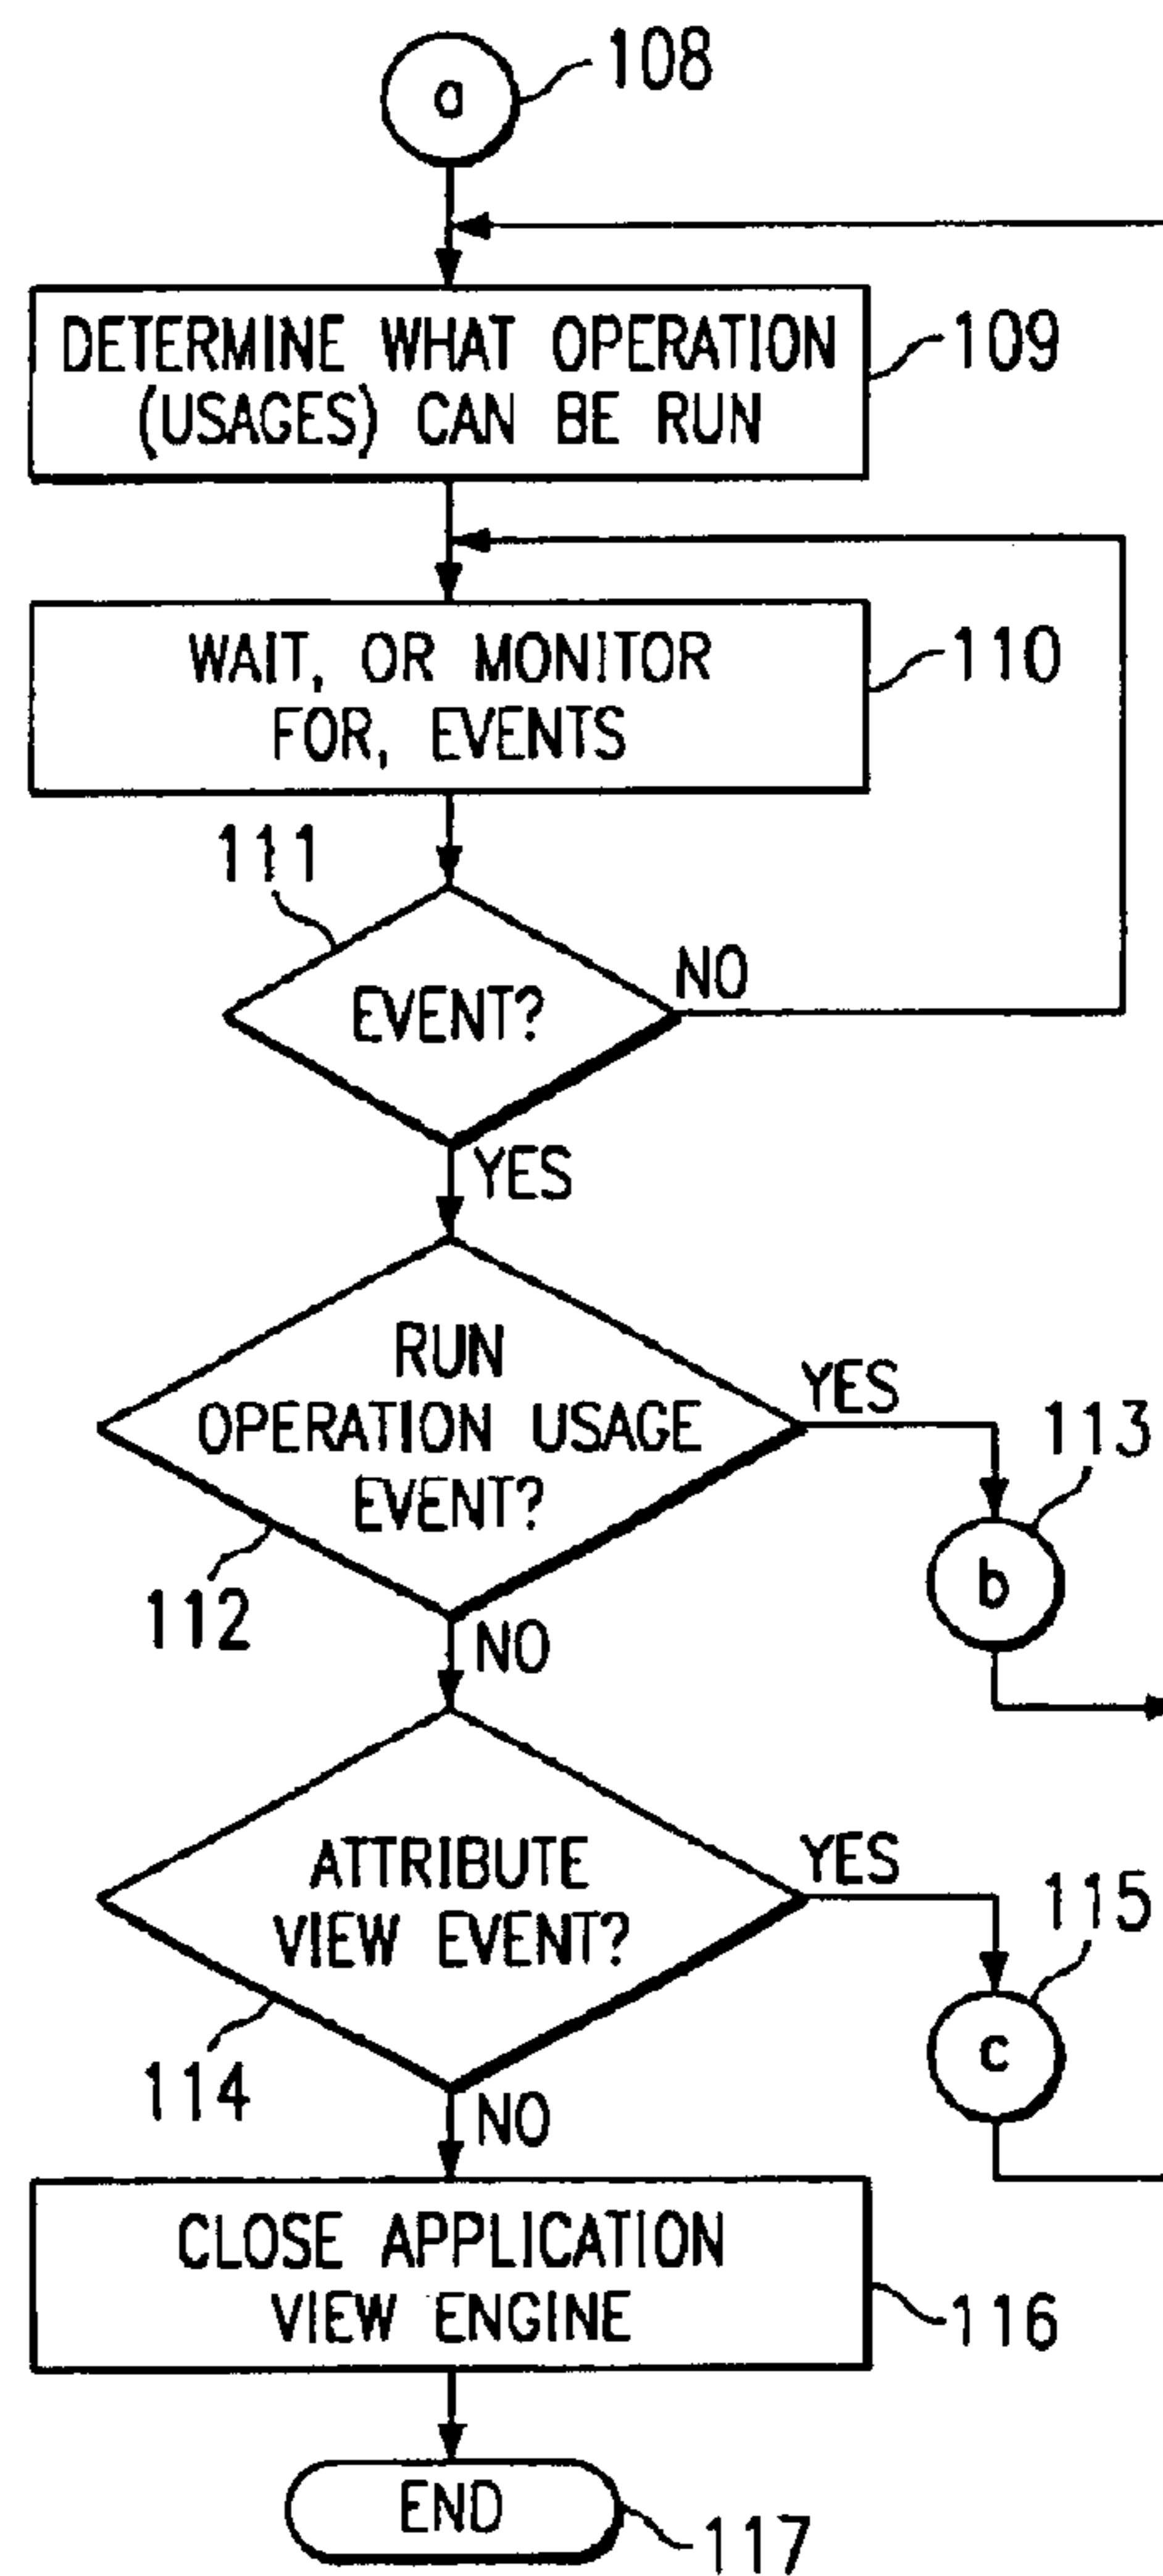 a
108
DETERMINE WHAT OPERATION
(USAGES) CAN BE RUN
109
WAIT, OR MONITOR
FOR, EVENTS
110
111
EVENT?
NO
YES
RUN
OPERATION USAGE
EVENT?
YES
113
b
112
NO
ATTRIBUTE
VIEW EVENT?
YES
115
c
114
NO
CLOSE APPLICATION
VIEW ENGINE
116
END
117